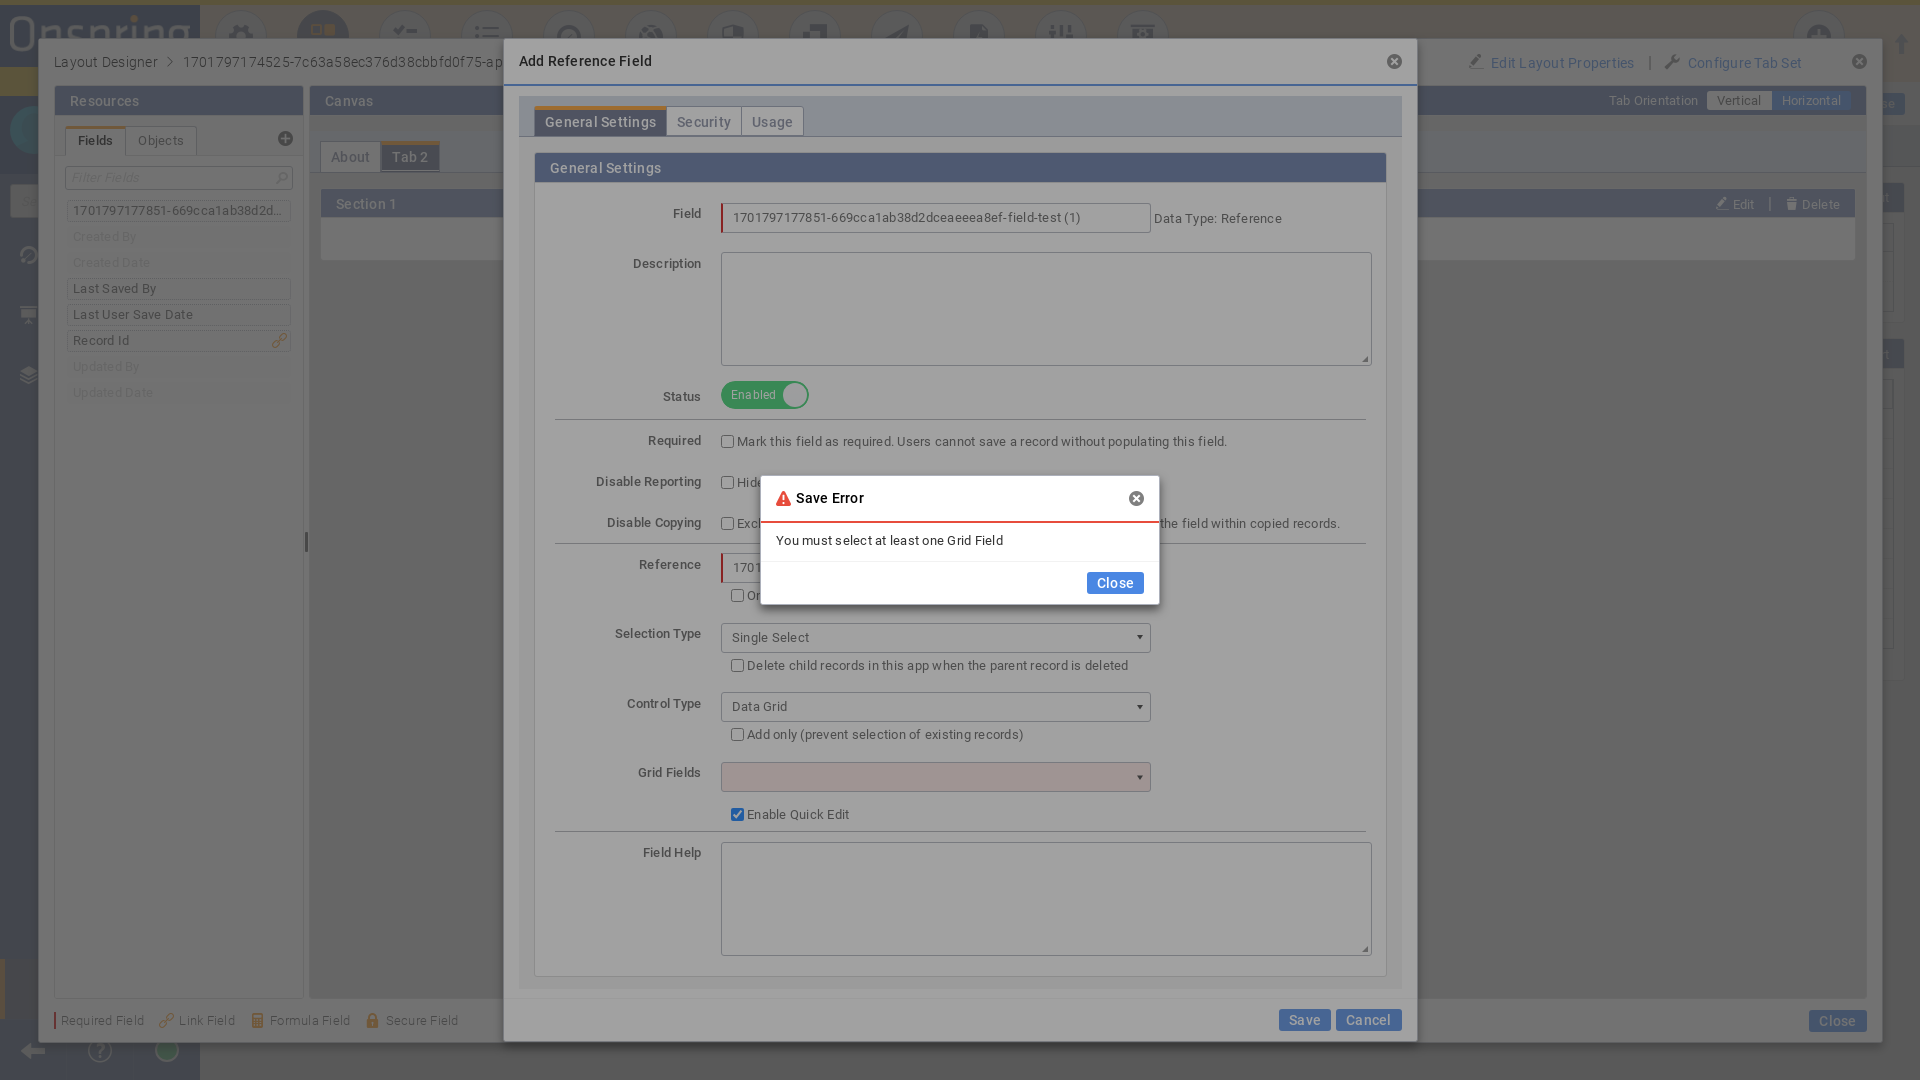 Onspring
Layout Designer
1701797174525-7c63a58ec376d38cbbfd0f75-ap
Edit Layout Properties
Configure Tab Set
Resources
Fields
Objects
Filter Fields
1701797177851-669cca1ab38d2d...
Created By
Created Date
Last Saved By
Last User Save Date
Record Id
Updated By
Updated Date
Canvas
Tab Orientation
Vertical
Horizontal
About
Tab 2
Section 1
Edit
Delete
Add Reference Field
General Settings
Security
Usage
General Settings
Field
1701797177851-669cca1ab38d2dceaeeea8ef-field-test (1)
Data Type: Reference
Description
Status
Enabled
Required
Mark this field as required. Users cannot save a record without populating this field.
Disable Reporting
Hide
Disable Copying
the field within copied records.
Save Error
You must select at least one Grid Field
Close
Reference
1701
Selection Type
Single Select
Delete child records in this app when the parent record is deleted
Control Type
Data Grid
Add only (prevent selection of existing records)
Grid Fields
Enable Quick Edit
Field Help
Save
Cancel
Required Field
Link Field
Formula Field
Secure Field
Close